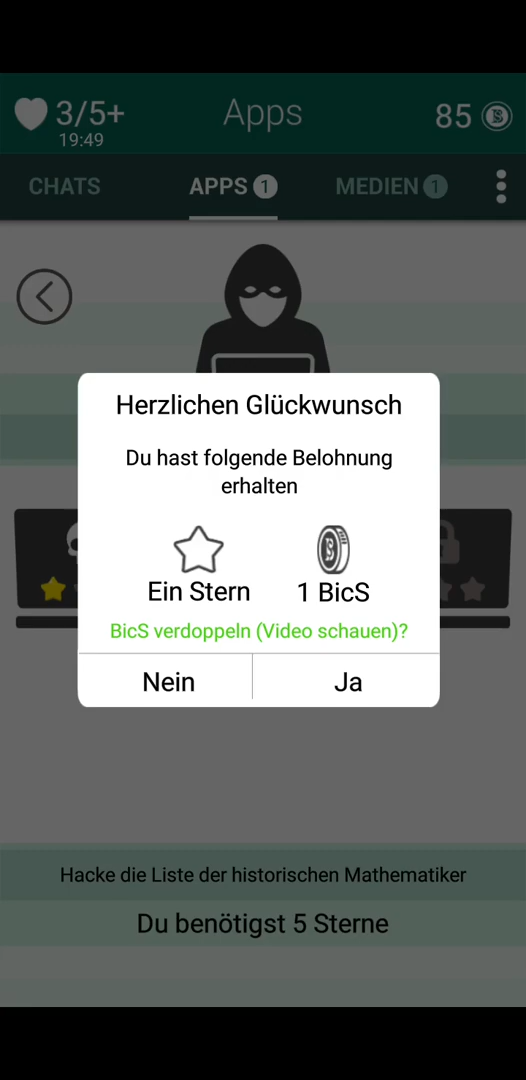 3/5+
19:49
Apps
85
CHATS
APPS 1
MEDIEN 1
Herzlichen Glückwunsch
Du hast folgende Belohnung
erhalten
Ein Stern
1 BicS
BicS verdoppeln (Video schauen)?
Nein
Ja
Hacke die Liste der historischen Mathematiker
Du benötigst 5 Sterne